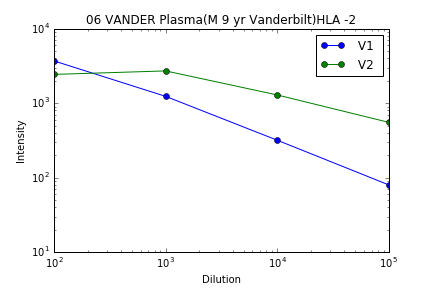 06 VANDER Plasma(M 9 yr Vanderbilt)HLA -2
V1
V2
Intensity
10^4
10^3
10^2
10^1
10^2 10^3 10^4 10^5
Dilution